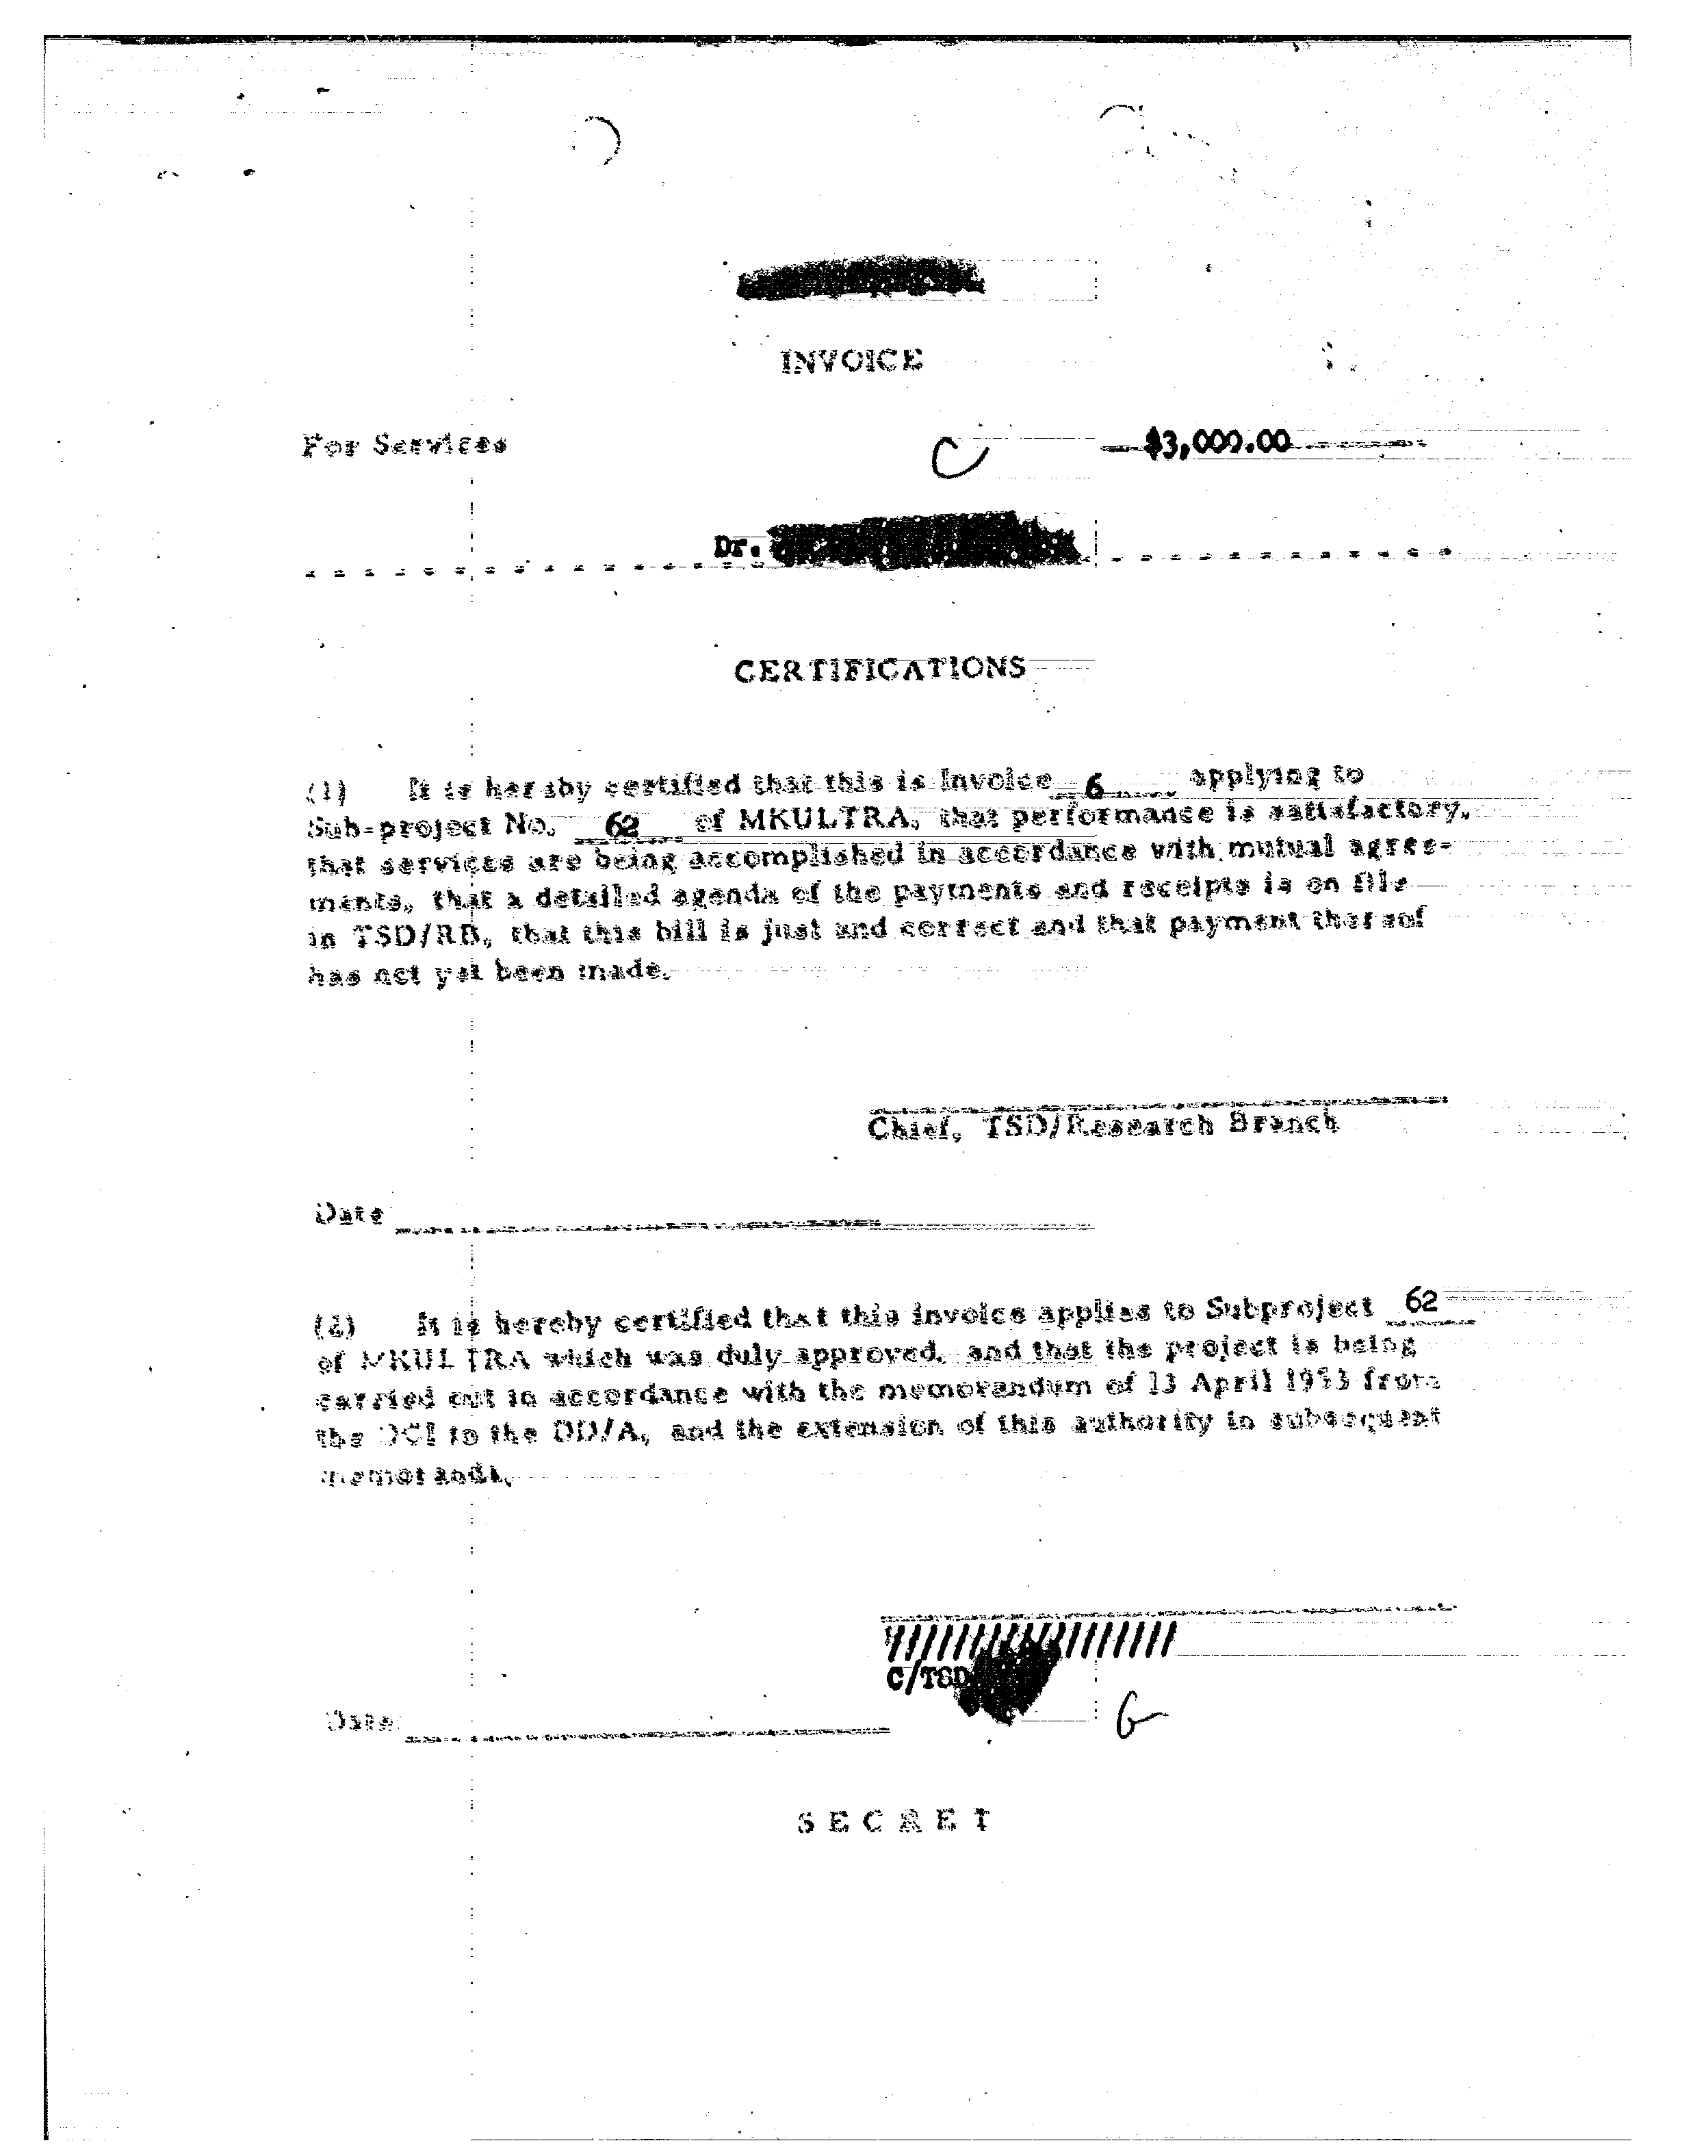 INVOICE
For Services
C
$3,000.00
Dr.
CERTIFICATIONS
(1) It is hereby certified that this is Invoice 6 applying to
Sub-project No. 62 of MKULTRA, that performance is satisfactory,
that services are being accomplished in accordance with mutual agree-
ments, that a detailed agenda of the payments and receipts is on file
in TSD/RB, that this bill is just and correct and that payment thereof
has not yet been made.
Chief, TSD/Research Branch
Date
(2) It is hereby certified that this invoice applies to Subproject 62
of MKULTRA which was duly approved, and that the project is being
carried out in accordance with the memorandum of 13 April 1953 from
the DCI to the DD/A, and the extension of this authority in subsequent
memoranda.
C/TSD
Date
SECRET